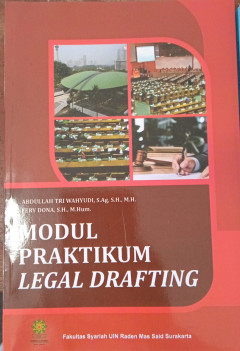 ABDULLAH TRI WAHYUDI, S.Ag, S.H., M.H.
FERY DONA, S.H., M.Hum.
MODUL
PRAKTIKUM
LEGAL DRAFTING
Fakultas Syariah UIN Raden Mas Said Surakarta